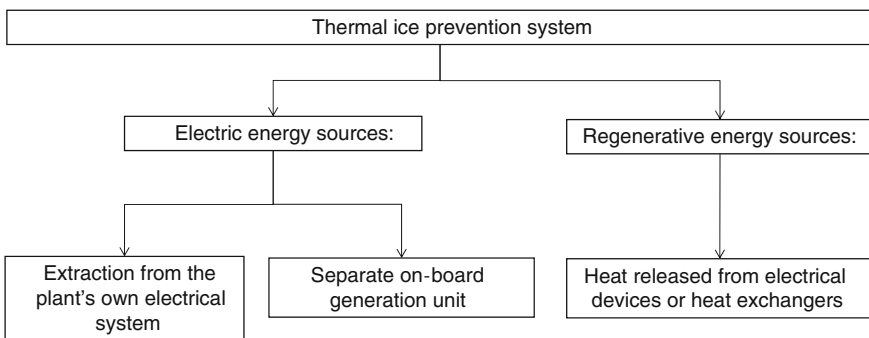 Thermal ice prevention system
Electric energy sources:
Regenerative energy sources:
Extraction from the
plant's own electrical
system
Separate on-board
generation unit
Heat released from electrical
devices or heat exchangers